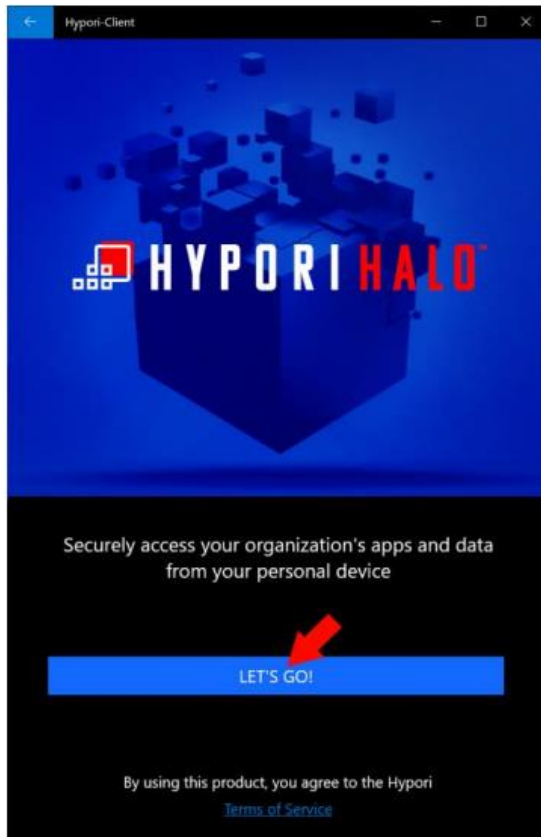 Hypori-Client
HYPORI HALO™
Securely access your organization's apps and data
from your personal device
LET'S GO!
By using this product, you agree to the Hypori
Terms of Service